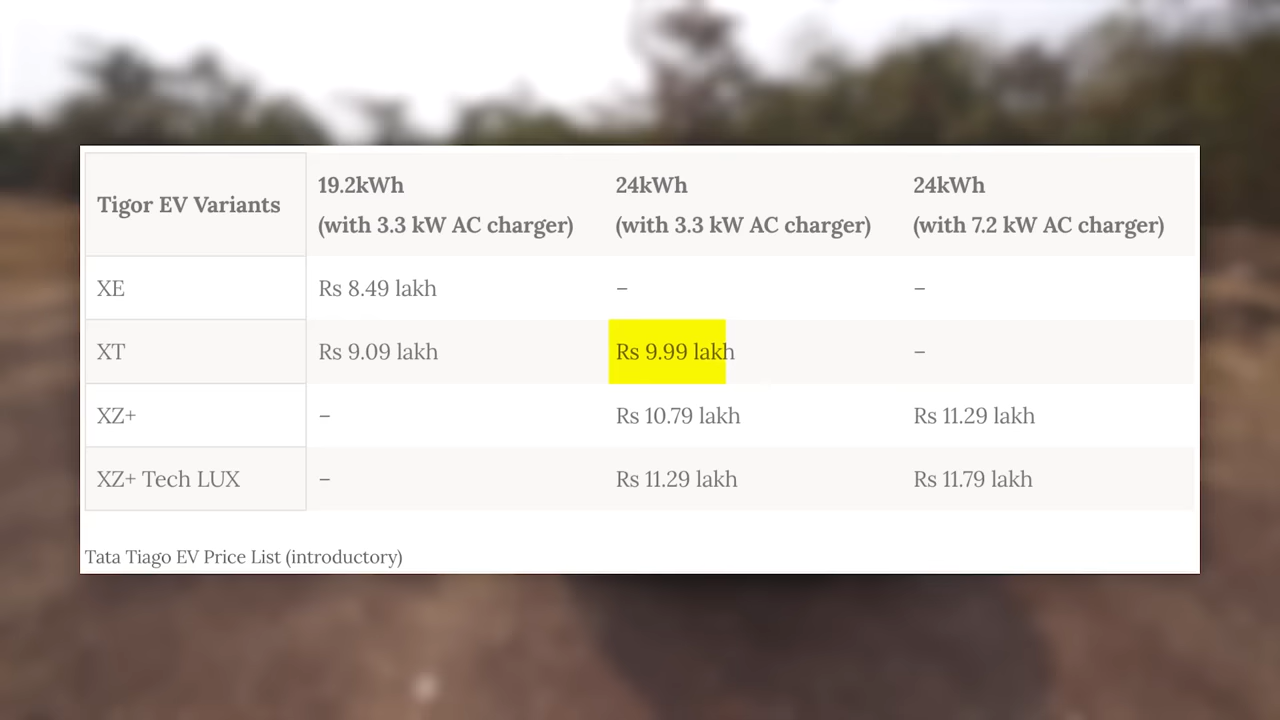 Tigor EV Variants
19.2kWh
(with 3.3 kW AC charger)
24kWh
(with 3.3 kW AC charger)
24kWh
(with 7.2 kW AC charger)
XE
Rs 8.49 lakh
–
–
XT
Rs 9.09 lakh
Rs 9.99 lakh
–
XZ+
–
Rs 10.79 lakh
Rs 11.29 lakh
XZ+ Tech LUX
–
Rs 11.29 lakh
Rs 11.79 lakh
Tata Tiago EV Price List (introductory)